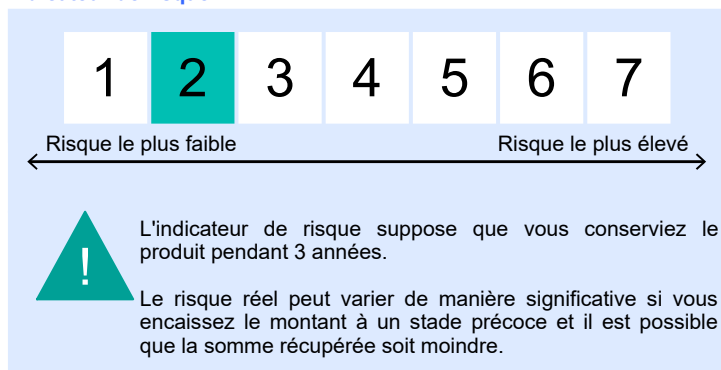 1 2 3 4 5 6 7
Risque le plus faible Risque le plus élevé
!
L'indicateur de risque suppose que vous conserviez le
produit pendant 3 années.
Le risque réel peut varier de manière significative si vous
encaissez le montant à un stade précoce et il est possible
que la somme récupérée soit moindre.